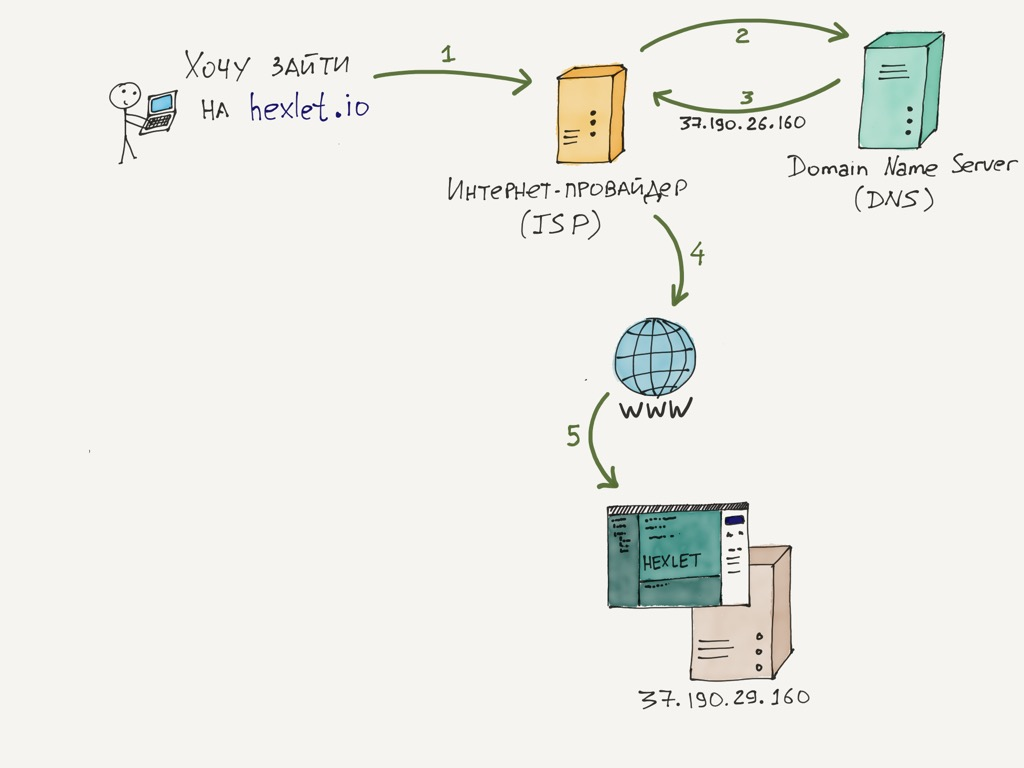 Хочу зайти
на hexlet.io
1
2
3
37.190.26.160
Domain Name Server
(DNS)
Интернет-провайдер
(ISP)
4
WWW
5
HEXLET
37.190.29.160